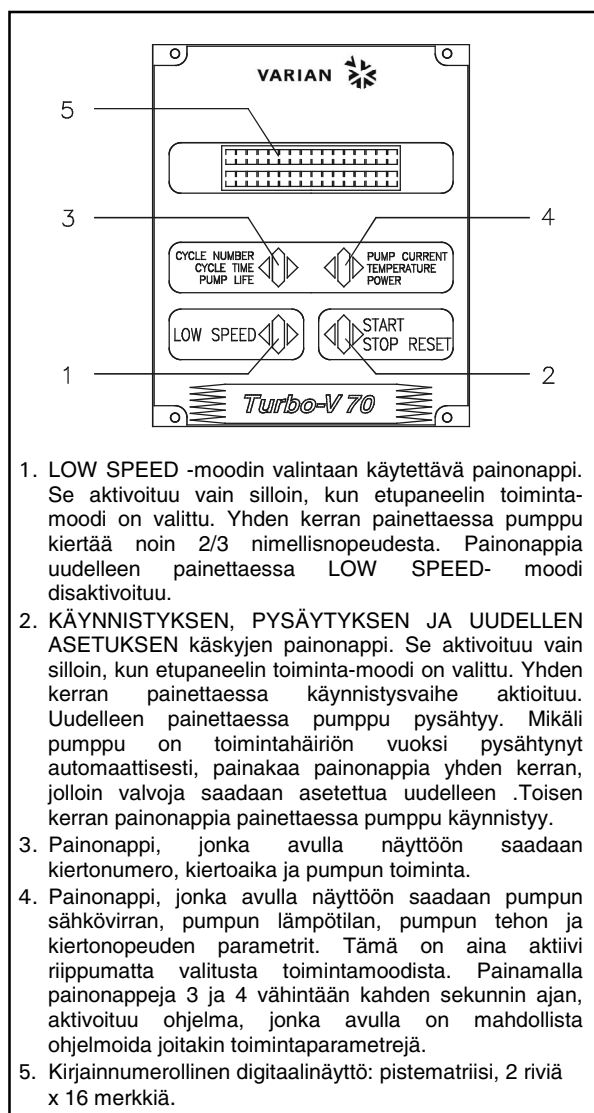 VARIAN
5
3
4
CYCLE NUMBER
CYCLE TIME
PUMP LIFE
PUMP CURRENT
TEMPERATURE
POWER
LOW SPEED
START
STOP RESET
1
2
Turbo-V 70
1. LOW SPEED -moodin valintaan käytettävä painonappi.
Se aktivoituu vain silloin, kun etupaneelin toiminta-
moodi on valittu. Yhden kerran painettaessa pumppu
kiertää noin 2/3 nimellisnopeudesta. Painonappia
uudelleen painettaessa LOW SPEED- moodi
disaktivoituu.
2. KÄYNNISTYKSEN, PYSÄYTYKSEN JA UUDELLEN
ASETUKSEN käskyjen painonappi. Se aktivoituu vain
silloin, kun etupaneelin toiminta-moodi on valittu. Yhden
kerran painettaessa käynnistysvaihe aktioituu.
Uudelleen painettaessa pumppu pysähtyy. Mikäli
pumppu on toimintahäiriön vuoksi pysähtynyt
automaattisesti, painakaa painonappia yhden kerran,
jolloin valvoja saadaan asetettua uudelleen .Toisen
kerran painonappia painettaessa pumppu käynnistyy.
3. Painonappi, jonka avulla näyttöön saadaan
kiertonumero, kiertoaika ja pumpun toiminta.
4. Painonappi, jonka avulla näyttöön saadaan pumpun
sähkövirran, pumpun lämpötilan, pumpun tehon ja
kiertonopeuden parametrit. Tämä on aina aktiivi
riippumatta valitusta toimintamoodista. Painamalla
painonappeja 3 ja 4 vähintään kahden sekunnin ajan,
aktivoituu ohjelma, jonka avulla on mahdollista
ohjelmoida joitakin toimintaparametrejä.
5. Kirjainnumerollinen digitaalinäyttö: pistematriisi, 2 riviä
x 16 merkkiä.